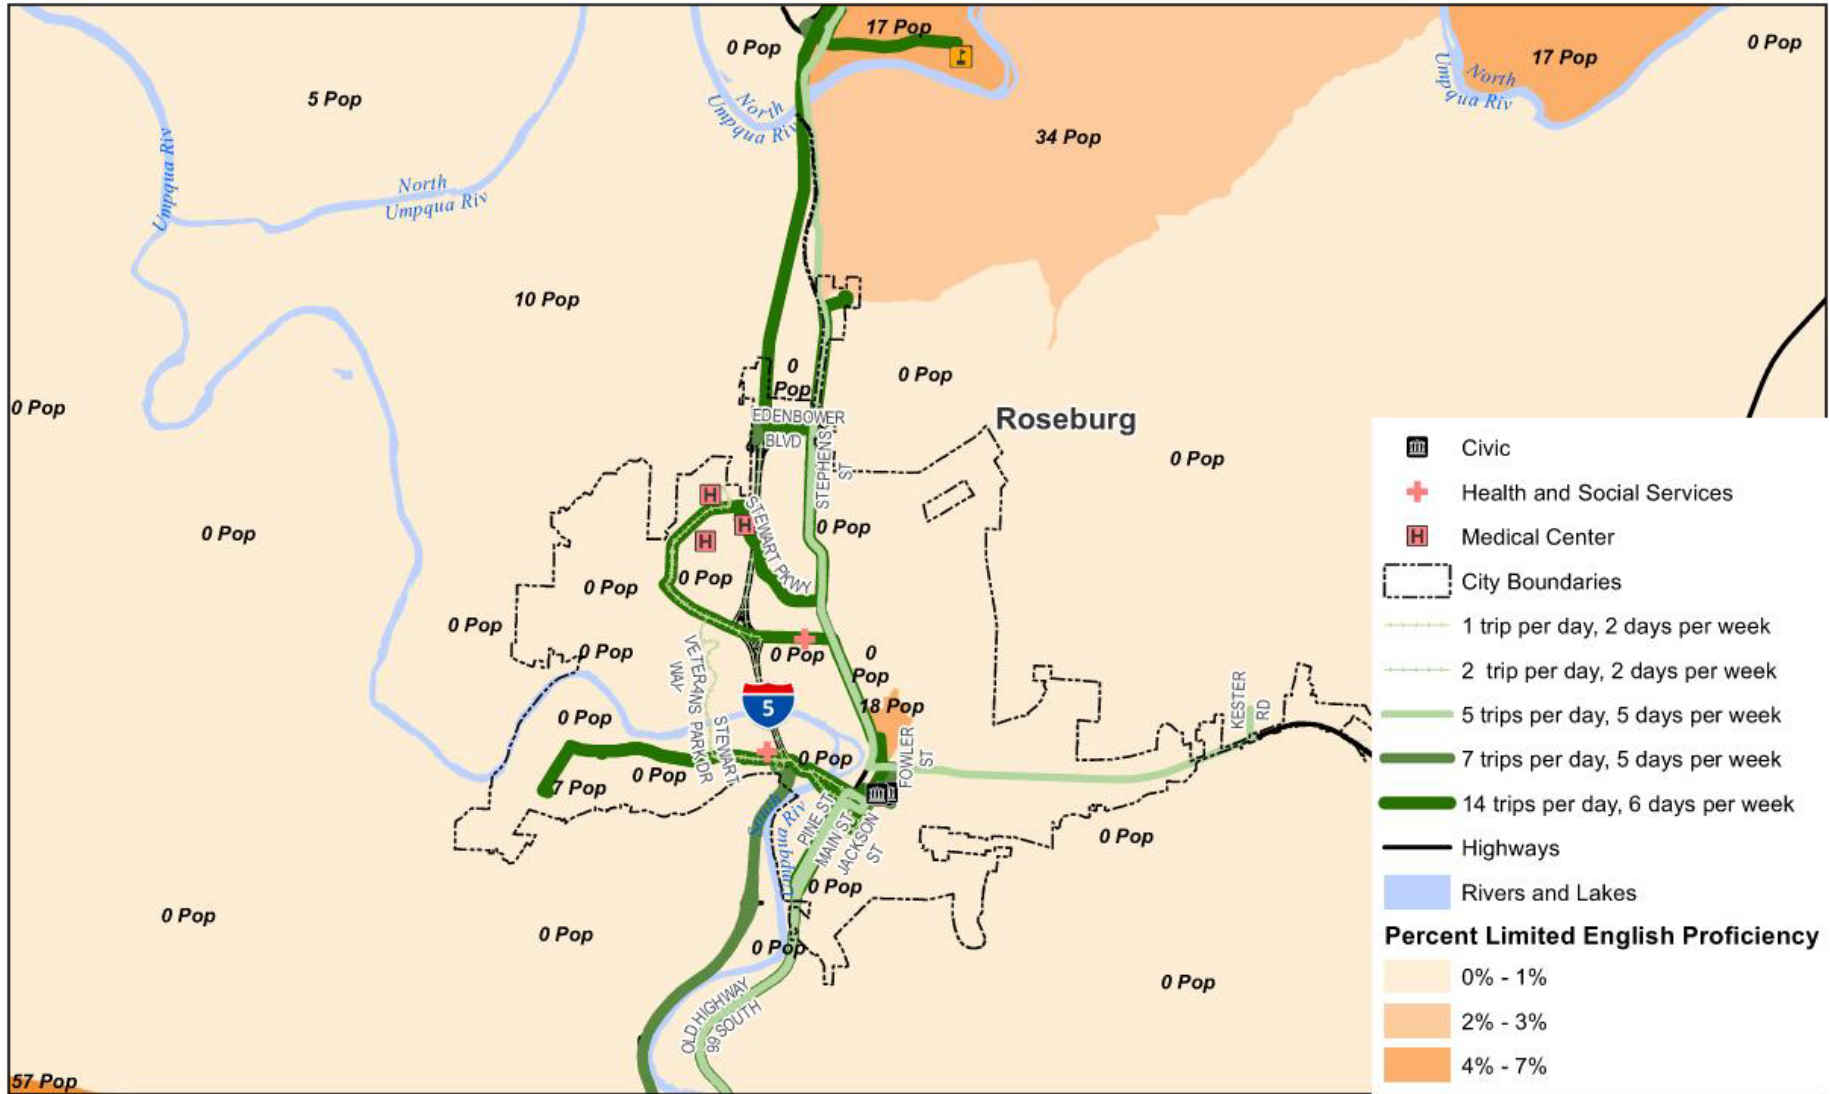 17 Pop
0 Pop
0 Pop
17 Pop
North
Umpqua Riv
5 Pop
North
Umpqua Riv
34 Pop
Umpqua Riv
North
Umpqua Riv
10 Pop
0
Pop
0 Pop
0 Pop
EDENBOWER
BLVD
Roseburg
STEPHENS
ST
0 Pop
H
H
H
STEWART PKWY
0 Pop
0 Pop
0 Pop
0 Pop
0 Pop
0 Pop
0 Pop
0
Pop
VETERANS
WAY
5
18 Pop
0 Pop
STEWART
PARK DR
FOWLER
ST
KESTER
RD
0 Pop
0 Pop
7 Pop
South
Umpqua Riv
PINE ST
MAIN ST
JACKSON
ST
0 Pop
0 Pop
0 Pop
0 Pop
0 Pop
0 Pop
OLD HIGHWAY
99 SOUTH
57 Pop
Civic
Health and Social Services
H
Medical Center
City Boundaries
1 trip per day, 2 days per week
2 trip per day, 2 days per week
5 trips per day, 5 days per week
7 trips per day, 5 days per week
14 trips per day, 6 days per week
Highways
Rivers and Lakes
Percent Limited English Proficiency
0% - 1%
2% - 3%
4% - 7%